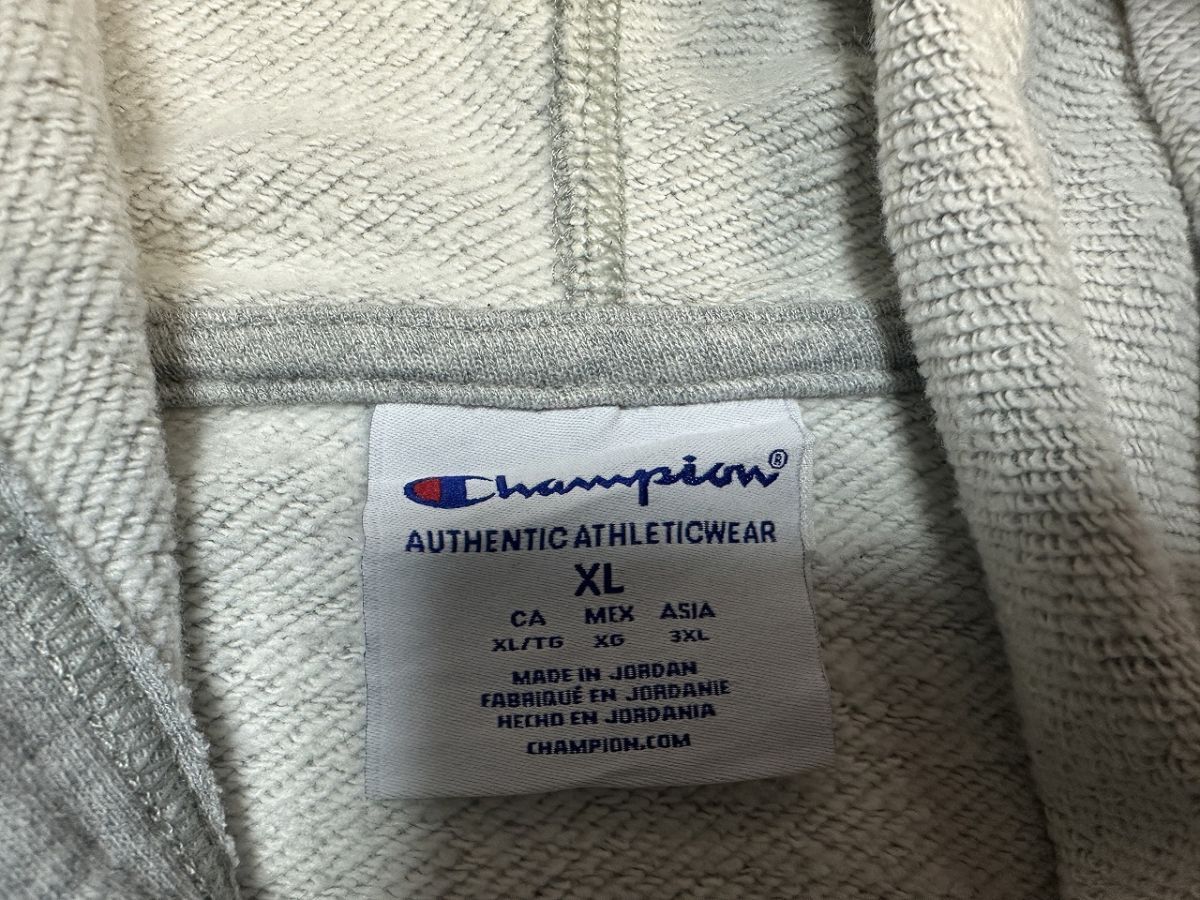 Champion®
AUTHENTIC ATHLETICWEAR
XL
CA MEX ASIA
XL/TG XG 3XL
MADE IN JORDAN
FABRIQUÉ EN JORDANIE
HECHO EN JORDANIA
CHAMPION.COM